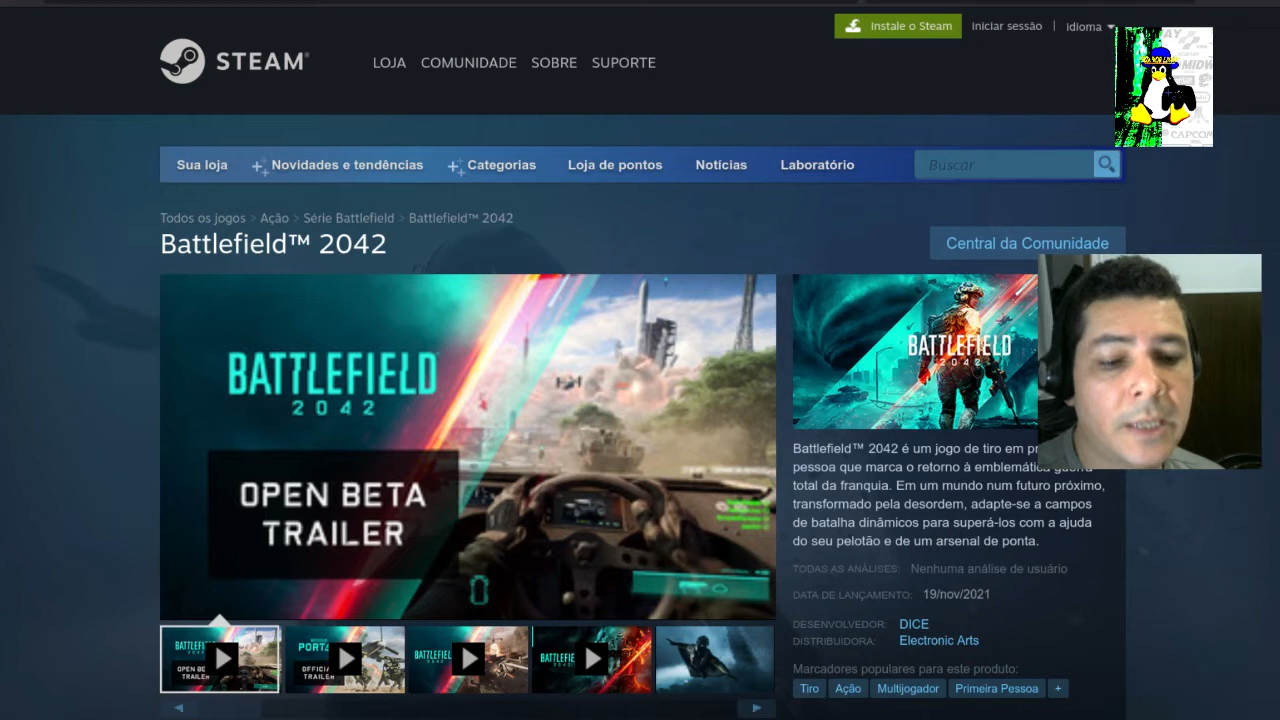 Instale o Steam
iniciar sessão | idioma
STEAM®
LOJA COMUNIDADE SOBRE SUPORTE
MIDW
CAPCOM
Sua loja Novidades e tendências Categorias Loja de pontos Notícias Laboratório Buscar
Todos os jogos > Ação > Série Battlefield > Battlefield™ 2042
Battlefield™ 2042
Central da Comunidade
BATTLEFIELD
2042
OPEN BETA
TRAILER
BATTLEFIELD
2042
Battlefield™ 2042 é um jogo de tiro em
pessoa que marca o retorno à emblemática guerra
total da franquia. Em um mundo num futuro próximo,
transformado pela desordem, adapte-se a campos
de batalha dinâmicos para superá-los com a ajuda
do seu pelotão e de um arsenal de ponta.
TODAS AS ANÁLISES: Nenhuma análise de usuário
DATA DE LANÇAMENTO: 19/nov/2021
DESENVOLVEDOR: DICE
DISTRIBUIDORA: Electronic Arts
Marcadores populares para este produto:
Tiro Ação Multijogador Primeira Pessoa +